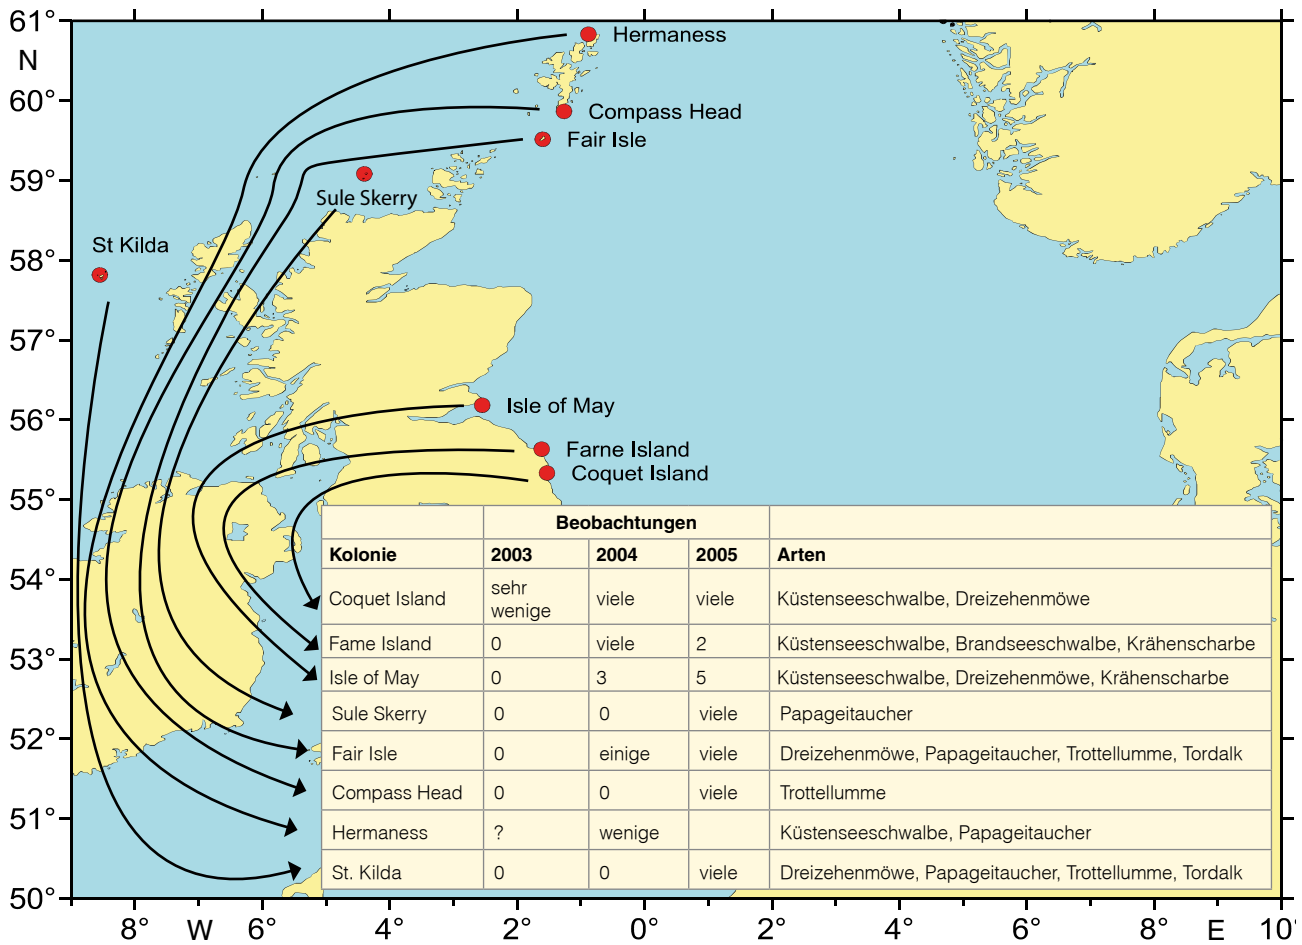 61°
N
60°
59°
58°
57°
56°
55°
54°
53°
52°
51°
50°
Hermaness
Compass Head
Fair Isle
Sule Skerry
St Kilda
Isle of May
Farne Island
Coquet Island
Beobachtungen
Kolonie 2003 2004 2005 Arten
Coquet Island sehr wenige viele viele Küstenseeschwalbe, Dreizehenmöwe
Fame Island 0 viele 2 Küstenseeschwalbe, Brandseeschwalbe, Krähenscharbe
Isle of May 0 3 5 Küstenseeschwalbe, Dreizehenmöwe, Krähenscharbe
Sule Skerry 0 0 viele Papageitaucher
Fair Isle 0 einige viele Dreizehenmöwe, Papageitaucher, Trottellumme, Tordalk
Compass Head 0 0 viele Trottellumme
Hermaness ? wenige Küstenseeschwalbe, Papageitaucher
St. Kilda 0 0 viele Dreizehenmöwe, Papageitaucher, Trottellumme, Tordalk
8° W 6° 4° 2° 0° 2° 4° 6° 8° E 10°